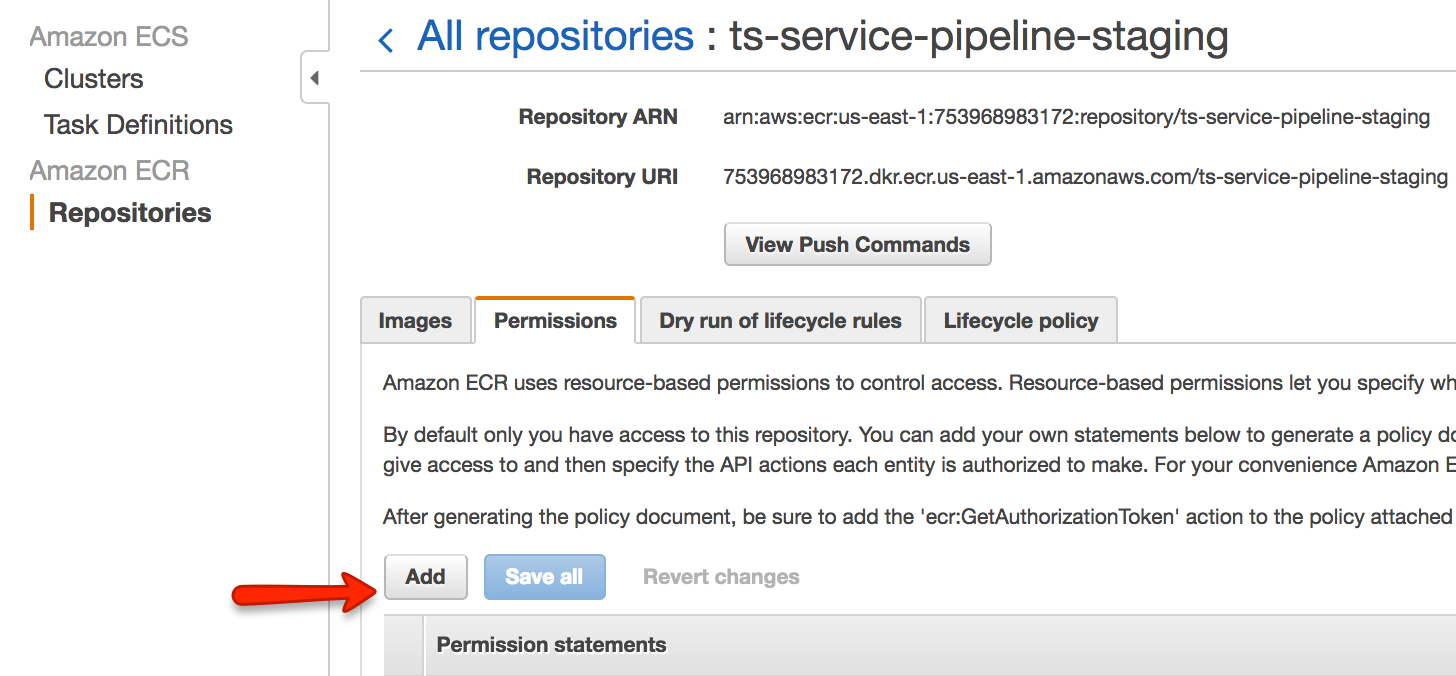 Amazon ECS
Clusters
Task Definitions
Amazon ECR
Repositories
All repositories : ts-service-pipeline-staging
Repository ARN arn:aws:ecr:us-east-1:753968983172:repository/ts-service-pipeline-staging
Repository URI 753968983172.dkr.ecr.us-east-1.amazonaws.com/ts-service-pipeline-staging
View Push Commands
Images Permissions Dry run of lifecycle rules Lifecycle policy
Amazon ECR uses resource-based permissions to control access. Resource-based permissions let you specify wh
By default only you have access to this repository. You can add your own statements below to generate a policy do
give access to and then specify the API actions each entity is authorized to make. For your convenience Amazon E
After generating the policy document, be sure to add the 'ecr:GetAuthorizationToken' action to the policy attached
Add Save all Revert changes
Permission statements